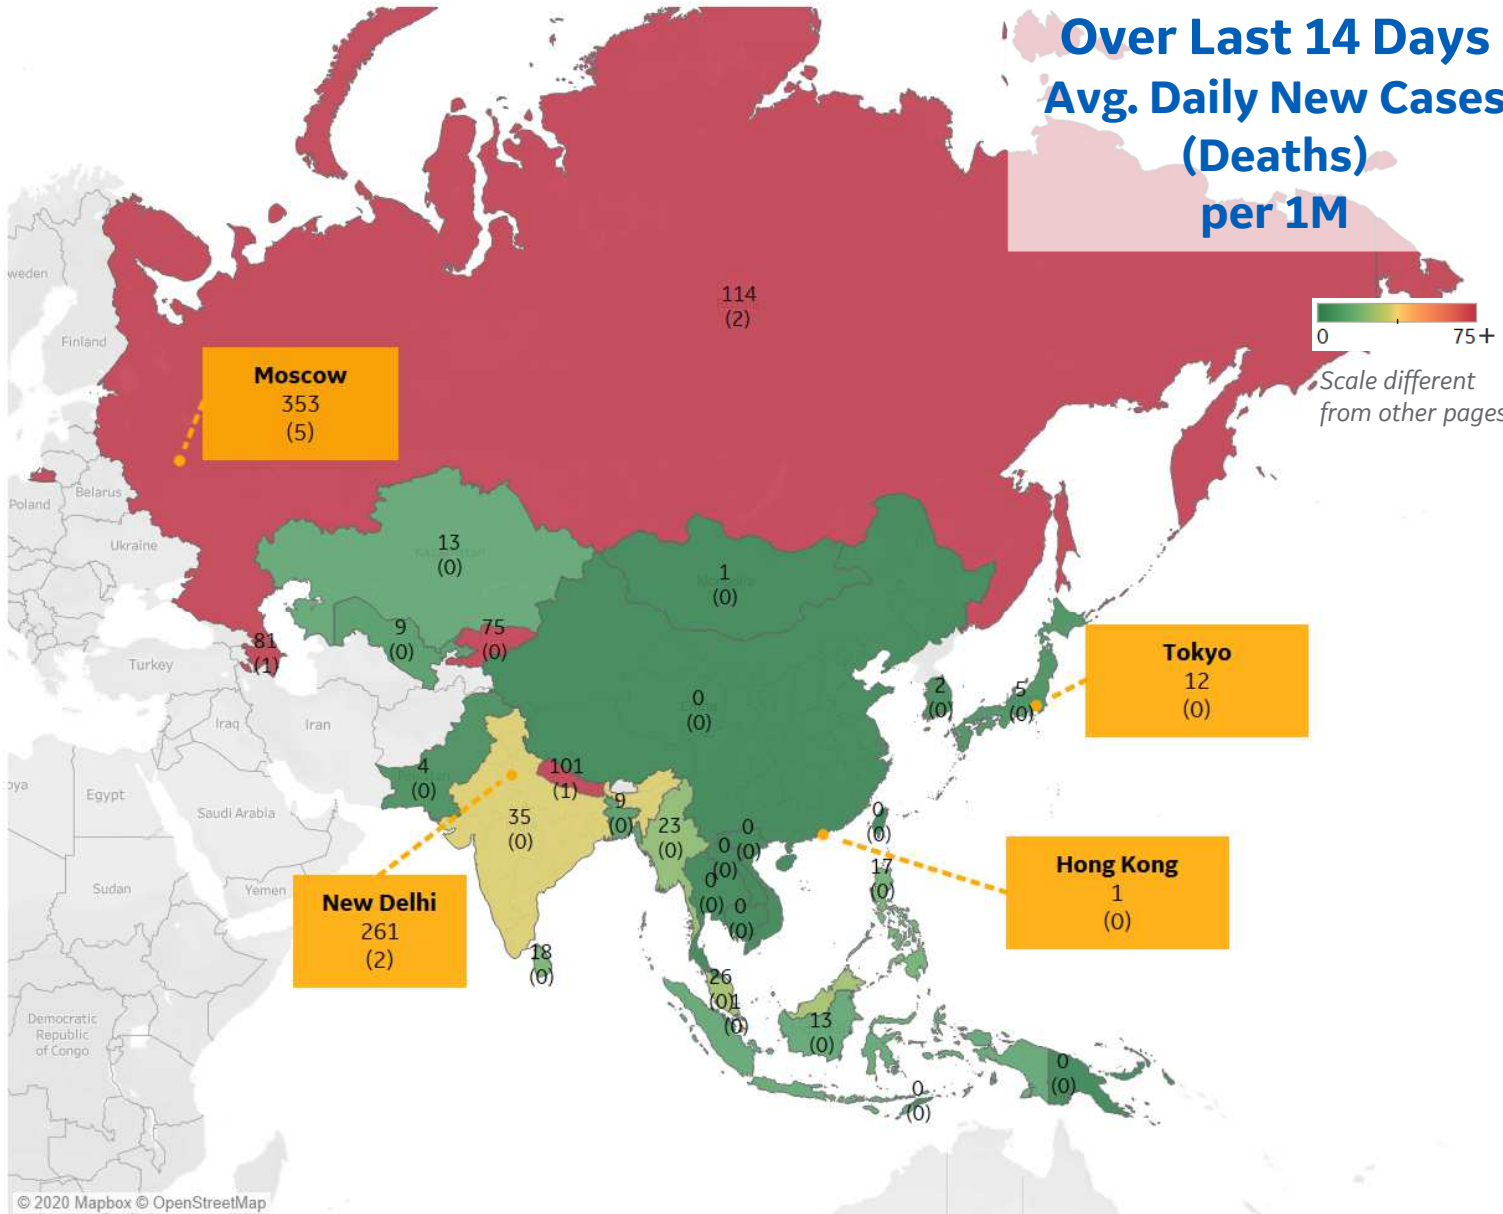 Over Last 14 Days
Avg. Daily New Cases
(Deaths)
per 1M
0
75+
Scale different
from other pages
114
(2)
Moscow
353
(5)
weden
Finland
Belarus
Poland
Ukraine
13
(0)
1
(0)
9
(0)
75
(0)
81
(1)
Turkey
Tokyo
12
(0)
2
(0)
5
(0)
0
(0)
Iraq
Iran
4
(0)
101
(1)
oya
Egypt
Saudi Arabia
35
(0)
9
(0)
23
(0)
0
(0)
0
(0)
0
(0)
0
(0)
0
(0)
17
(0)
Hong Kong
1
(0)
Sudan
Yemen
New Delhi
261
(2)
18
(0)
26
(0)
1
(0)
13
(0)
Democratic
Republic
of Congo
0
(0)
0
(0)
© 2020 Mapbox © OpenStreetMap